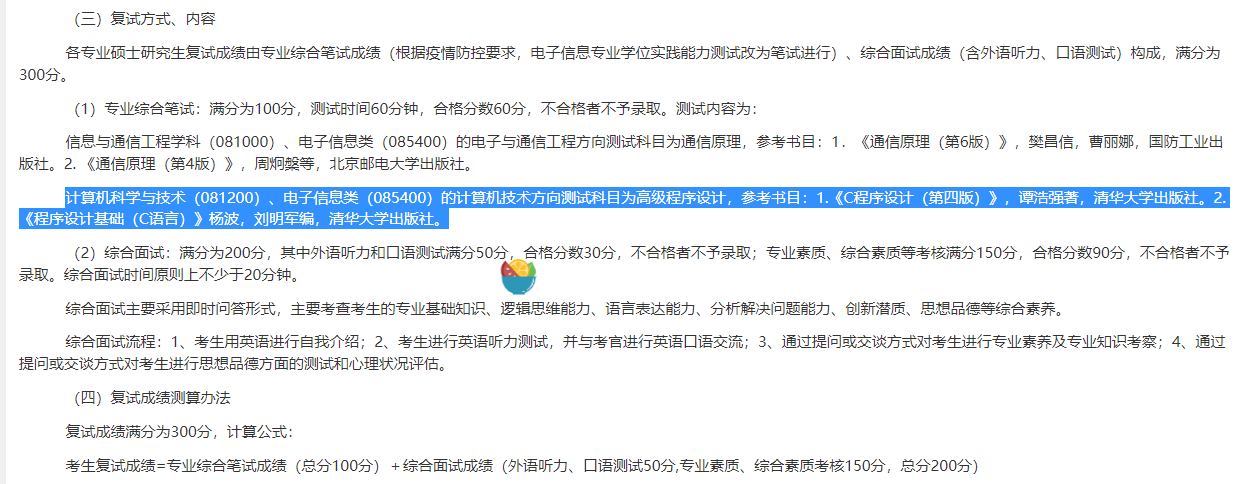 （三）复试方式、内容
各专业硕士研究生复试成绩由专业综合笔试成绩（根据疫情防控要求，电子信息专业学位实践能力测试改为笔试进行）、综合面试成绩（含外语听力、口语测试）构成，满分为
300分。
（1）专业综合笔试：满分为100分，测试时间60分钟，合格分数60分，不合格者不予录取。测试内容为：
信息与通信工程学科（081000）、电子信息类（085400）的电子与通信工程方向测试科目为通信原理，参考书目：1．《通信原理（第6版）》，樊昌信，曹丽娜，国防工业出
版社。2.《通信原理（第4版）》，周炯槃等，北京邮电大学出版社。
计算机科学与技术（081200）、电子信息类（085400）的计算机技术方向测试科目为高级程序设计，参考书目：1.《C程序设计（第四版）》，谭浩强著，清华大学出版社。2.
《程序设计基础（C语言）》杨波，刘明军编，清华大学出版社。
（2）综合面试：满分为200分，其中外语听力和口语测试满分50分，合格分数30分，不合格者不予录取；专业素质、综合素质等考核满分150分，合格分数90分，不合格者不予
录取。综合面试时间原则上不少于20分钟。
综合面试主要采用即时问答形式，主要考查考生的专业基础知识、逻辑思维能力、语言表达能力、分析解决问题能力、创新潜质、思想品德等综合素养。
综合面试流程：1、考生用英语进行自我介绍；2、考生进行英语听力测试，并与考官进行英语口语交流；3、通过提问或交谈方式对考生进行专业素养及专业知识考察；4、通过
提问或交谈方式对考生进行思想品德方面的测试和心理状况评估。
（四）复试成绩测算办法
复试成绩满分为300分，计算公式：
考生复试成绩=专业综合笔试成绩（总分100分）＋综合面试成绩（外语听力、口语测试50分,专业素质、综合素质考核150分，总分200分）